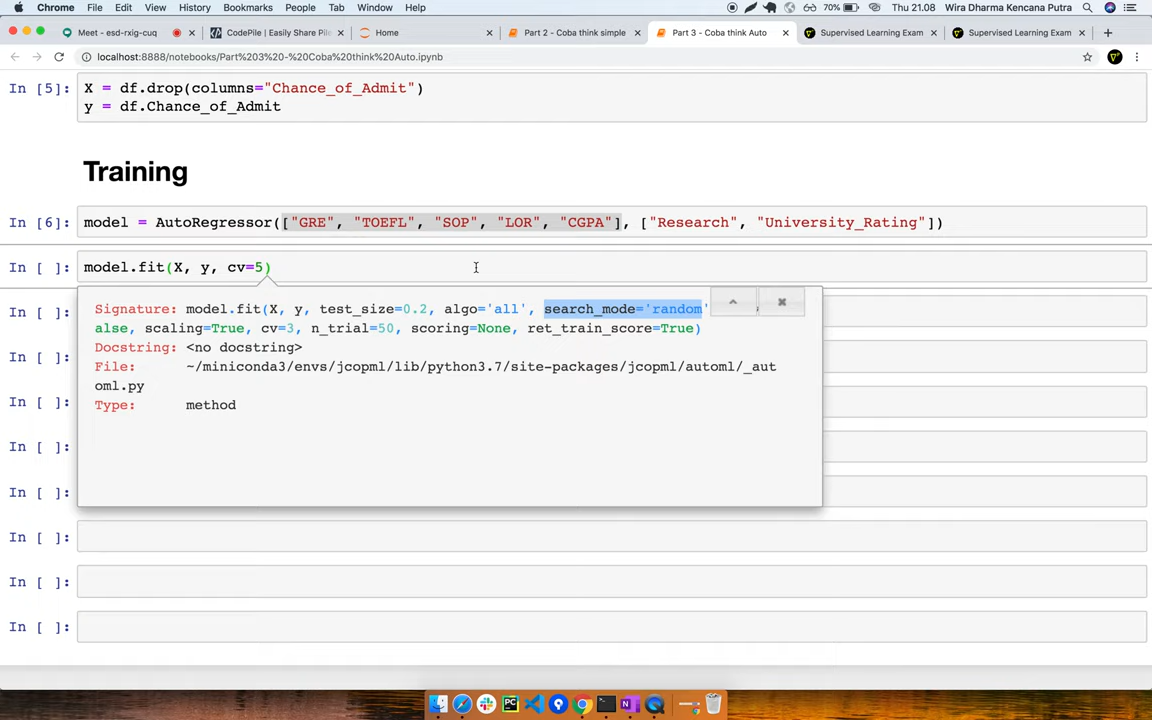 Chrome File Edit View History Bookmarks People Tab Window Help 70% Thu 21.08 Wira Dharma Kencana Putra
Meet - esd-rxig-cuq CodePile | Easily Share Pile Home Part 2 - Coba think simple Part 3 - Coba think Auto Supervised Learning Exam Supervised Learning Exam
localhost:8888/notebooks/Part%203%20-%20Coba%20think%20Auto.ipynb
In [5]: X = df.drop(columns="Chance_of_Admit")
y = df.Chance_of_Admit
Training
In [6]: model = AutoRegressor(["GRE", "TOEFL", "SOP", "LOR", "CGPA"], ["Research", "University_Rating"])
In [ ]: model.fit(X, y, cv=5)
Signature: model.fit(X, y, test_size=0.2, algo='all', search_mode='random'
In [ ]:
alse, scaling=True, cv=3, n_trial=50, scoring=None, ret_train_score=True)
Docstring: <no docstring>
In [ ]:
File: ~/miniconda3/envs/jcopml/lib/python3.7/site-packages/jcopml/automl/_aut
oml.py
In [ ]:
Type: method
In [ ]:
In [ ]:
In [ ]:
In [ ]:
In [ ]: